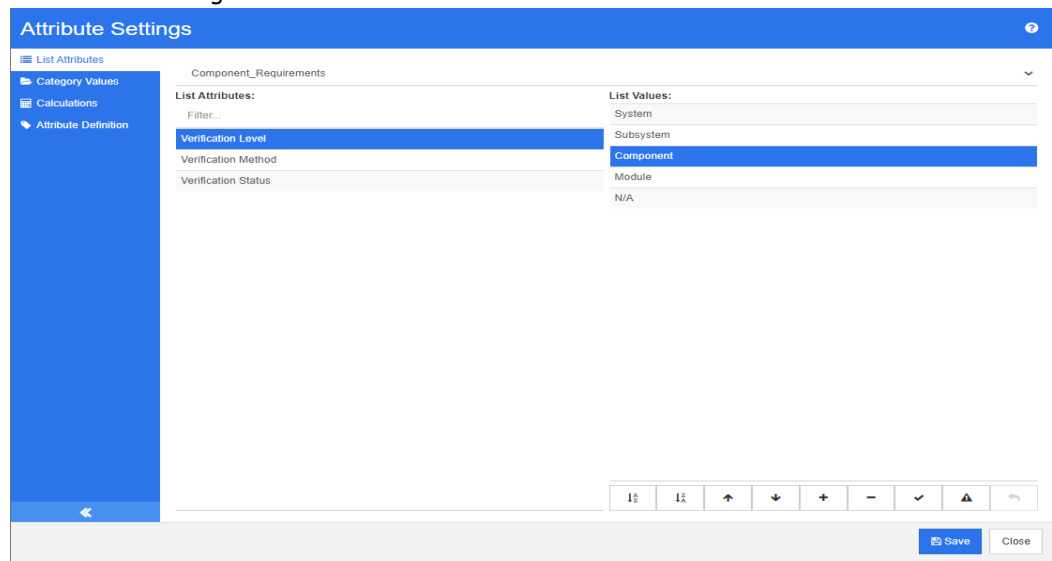 Attribute Settings
List Attributes
Category Values
Calculations
Attribute Definition
Component_Requirements
List Attributes:
Filter...
Verification Level
Verification Method
Verification Status
List Values:
System
Subsystem
Component
Module
N/A
Save
Close